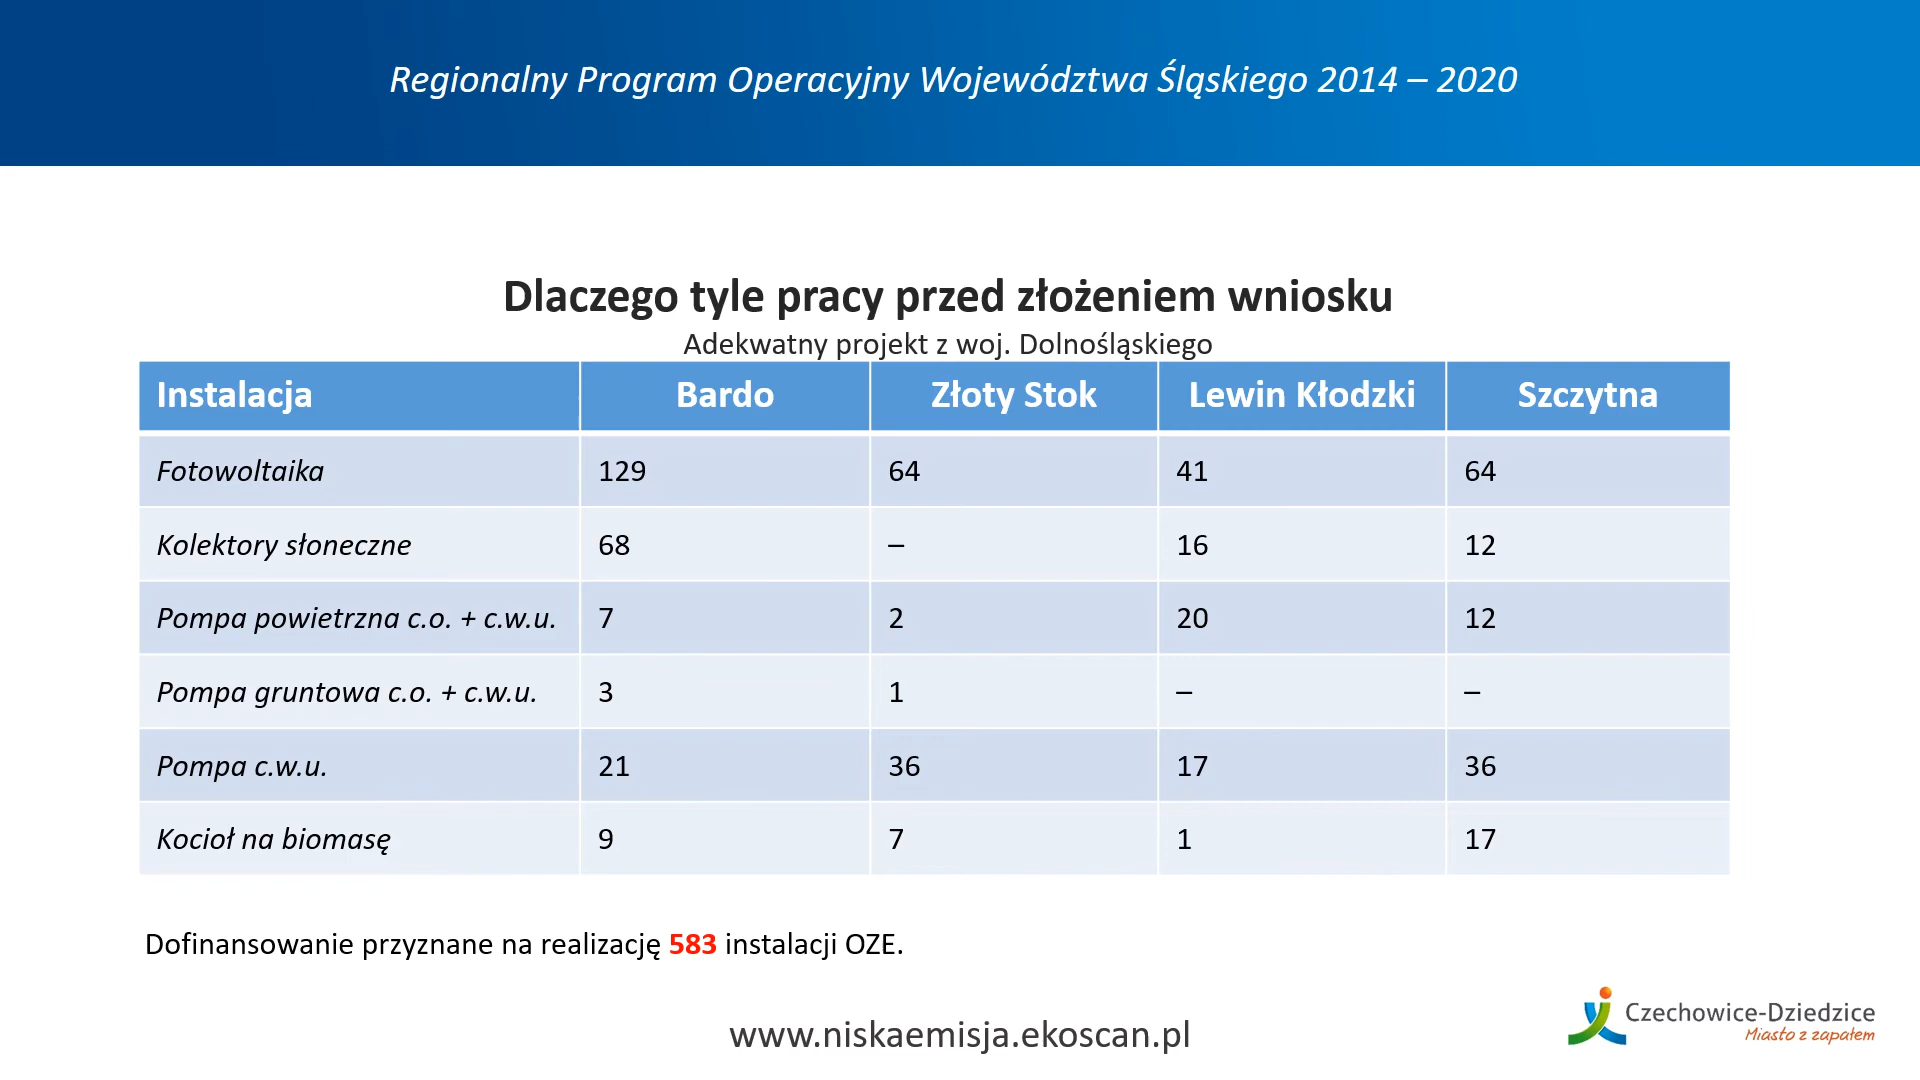 Regionalny Program Operacyjny Województwa Śląskiego 2014 – 2020
Dlaczego tyle pracy przed złożeniem wniosku
Adekwatny projekt z woj. Dolnośląskiego
Instalacja Bardo Złoty Stok Lewin Kłodzki Szczytna
Fotowoltaika 129 64 41 64
Kolektory słoneczne 68 – 16 12
Pompa powietrzna c.o. + c.w.u. 7 2 20 12
Pompa gruntowa c.o. + c.w.u. 3 1 – –
Pompa c.w.u. 21 36 17 36
Kocioł na biomasę 9 7 1 17
Dofinansowanie przyznane na realizację 583 instalacji OZE.
www.niskaemisja.ekoscan.pl
Czechowice-Dziedzice
Miasto z zapałem